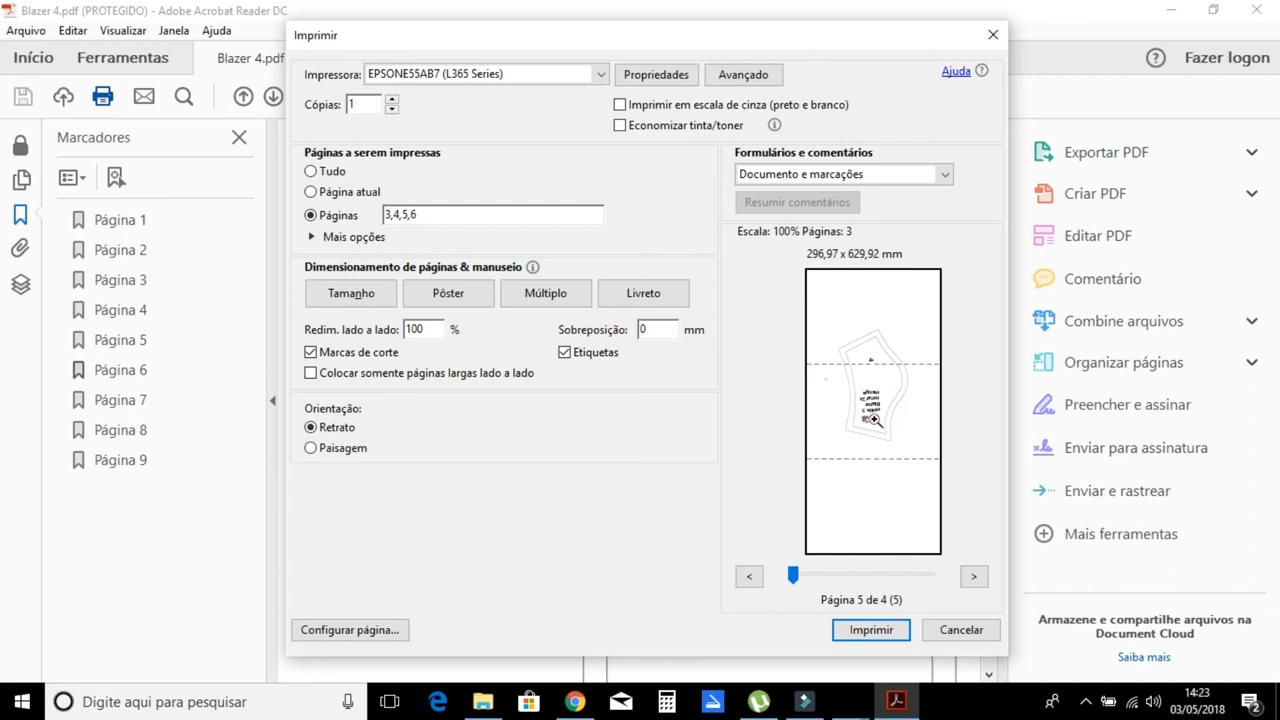 Blazer 4.pdf (PROTEGIDO) - Adobe Acrobat Reader DC
Arquivo Editar Visualizar Janela Ajuda
Início Ferramentas Blazer 4.pdf
Fazer logon
Marcadores
Página 1
Página 2
Página 3
Página 4
Página 5
Página 6
Página 7
Página 8
Página 9
Imprimir
Impressora: EPSONE55AB7 (L365 Series) Propriedades Avançado Ajuda
Cópias: 1
Imprimir em escala de cinza (preto e branco)
Economizar tinta/toner
Páginas a serem impressas
Tudo
Página atual
Páginas 3,4,5,6
Mais opções
Dimensionamento de páginas & manuseio
Tamanho Pôster Múltiplo Livreto
Redim. lado a lado: 100 % Sobreposição: 0 mm
Marcas de corte Etiquetas
Colocar somente páginas largas lado a lado
Orientação:
Retrato
Paisagem
Formulários e comentários
Documento e marcações
Resumir comentários
Escala: 100% Páginas: 3
296,97 x 629,92 mm
< >
Página 5 de 4 (5)
Configurar página... Imprimir Cancelar
Exportar PDF
Criar PDF
Editar PDF
Comentário
Combine arquivos
Organizar páginas
Preencher e assinar
Enviar para assinatura
Enviar e rastrear
Mais ferramentas
Armazene e compartilhe arquivos na
Document Cloud
Saiba mais
Digite aqui para pesquisar
14:23
03/05/2018
2